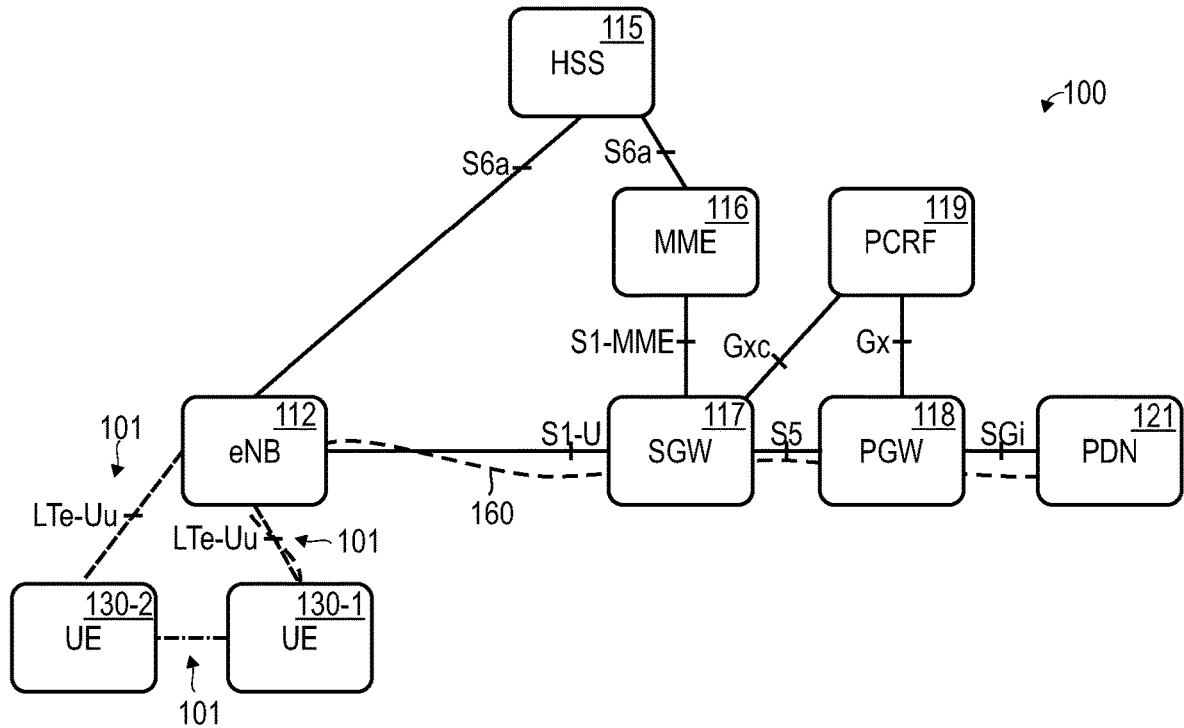 115
HSS
100
S6a
S6a
116
MME
119
PCRF
S1-MME
Gxc
Gx
101
112
eNB
S1-U
117
SGW
S5
118
PGW
SGi
121
PDN
160
LTe-Uu
LTe-Uu
101
130-2
UE
130-1
UE
101